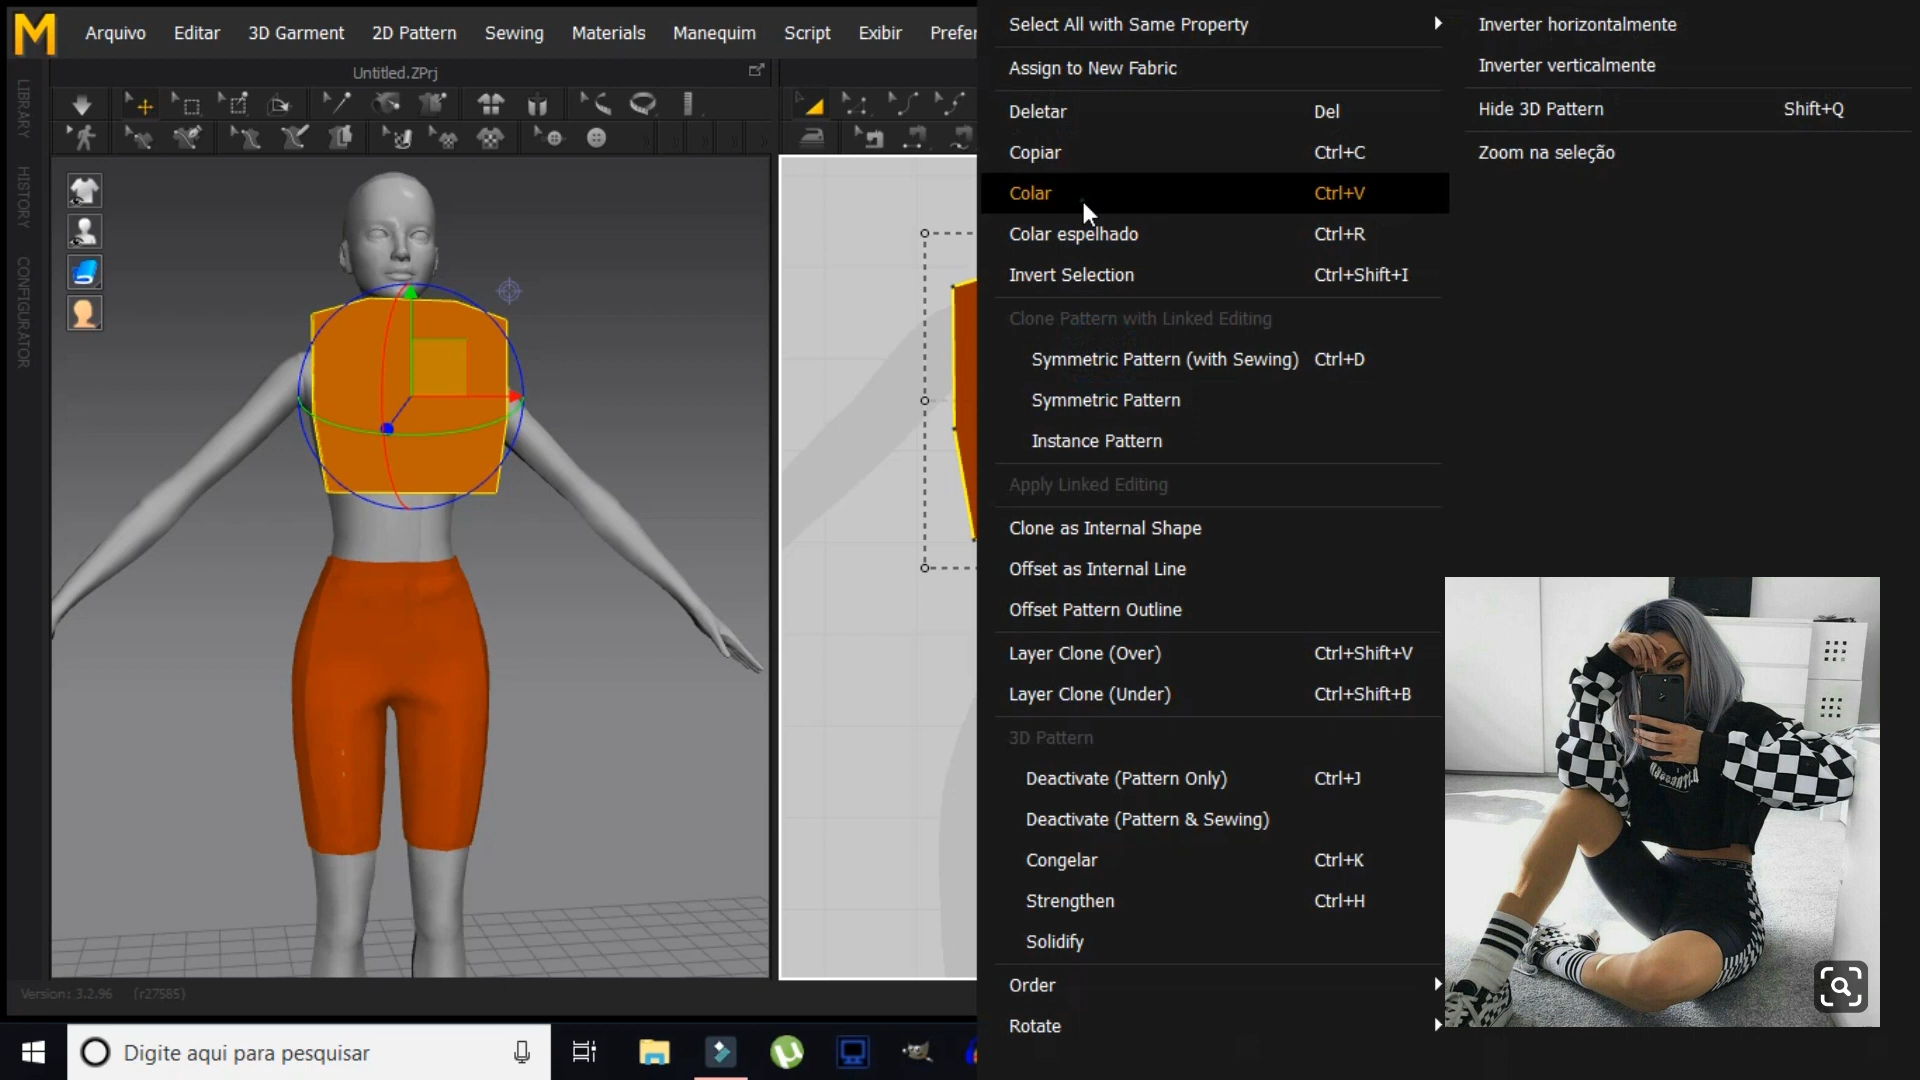 M
Arquivo Editar 3D Garment 2D Pattern Sewing Materials Manequim Script Exibir Prefer
Untitled.ZPrj
LIBRARY
HISTORY
CONFIGURATOR
Version: 3.2.96 (r27585)
Digite aqui para pesquisar
Select All with Same Property
Assign to New Fabric
Deletar Del
Copiar Ctrl+C
Colar Ctrl+V
Colar espelhado Ctrl+R
Invert Selection Ctrl+Shift+I
Clone Pattern with Linked Editing
Symmetric Pattern (with Sewing) Ctrl+D
Symmetric Pattern
Instance Pattern
Apply Linked Editing
Clone as Internal Shape
Offset as Internal Line
Offset Pattern Outline
Layer Clone (Over) Ctrl+Shift+V
Layer Clone (Under) Ctrl+Shift+B
3D Pattern
Deactivate (Pattern Only) Ctrl+J
Deactivate (Pattern & Sewing)
Congelar Ctrl+K
Strengthen Ctrl+H
Solidify
Order
Rotate
Inverter horizontalmente
Inverter verticalmente
Hide 3D Pattern Shift+Q
Zoom na seleção